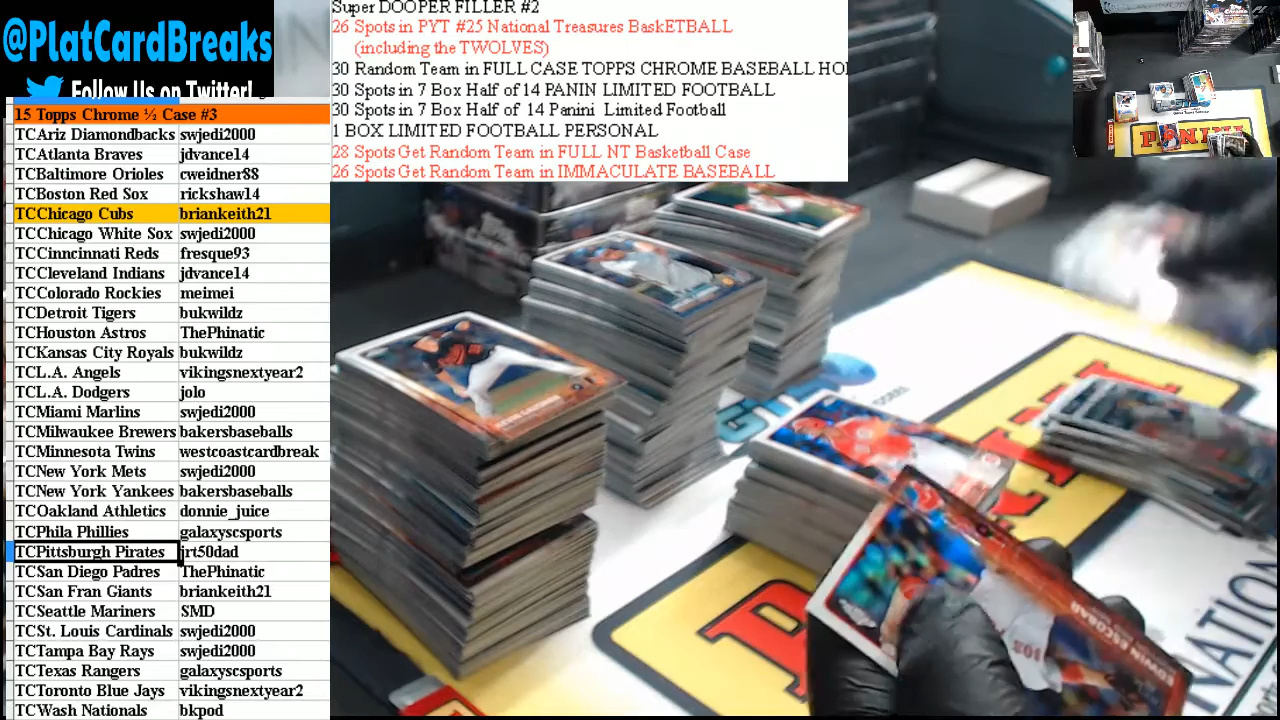 @PlatCardBreaks
Follow Us on Twitter!
15 Topps Chrome ½ Case #3
TCAriz Diamondbacks swjedi2000
TCAtlanta Braves jdvance14
TCBaltimore Orioles cweidner88
TCBoston Red Sox rickshaw14
TCChicago Cubs briankeith21
TCChicago White Sox swjedi2000
TCCinncinnati Reds fresque93
TCCleveland Indians jdvance14
TCColorado Rockies meimei
TCDetroit Tigers bukwildz
TCHouston Astros ThePhinatic
TCKansas City Royals bukwildz
TCL.A. Angels vikingsnextyear2
TCL.A. Dodgers jolo
TCMiami Marlins swjedi2000
TCMilwaukee Brewers bakersbaseballs
TCMinnesota Twins westcoastcardbreak
TCNew York Mets swjedi2000
TCNew York Yankees bakersbaseballs
TCOakland Athletics donnie_juice
TCPhila Phillies galaxyscsports
TCPittsburgh Pirates jrt50dad
TCSan Diego Padres ThePhinatic
TCSan Fran Giants briankeith21
TCSeattle Mariners SMD
TCSt. Louis Cardinals swjedi2000
TCTampa Bay Rays swjedi2000
TCTexas Rangers galaxyscsports
TCToronto Blue Jays vikingsnextyear2
TCWash Nationals bkpod
Super DOOPER FILLER #2
26 Spots in PYT #25 National Treasures BaskETBALL
(including the TWOLVES)
30 Random Team in FULL CASE TOPPS CHROME BASEBALL HO
30 Spots in 7 Box Half of 14 PANIN LIMITED FOOTBALL
30 Spots in 7 Box Half of 14 Panini Limited Football
1 BOX LIMITED FOOTBALL PERSONAL
28 Spots Get Random Team in FULL NT Basketball Case
26 Spots Get Random Team in IMMACULATE BASEBALL
PANINI
ESCOBAR